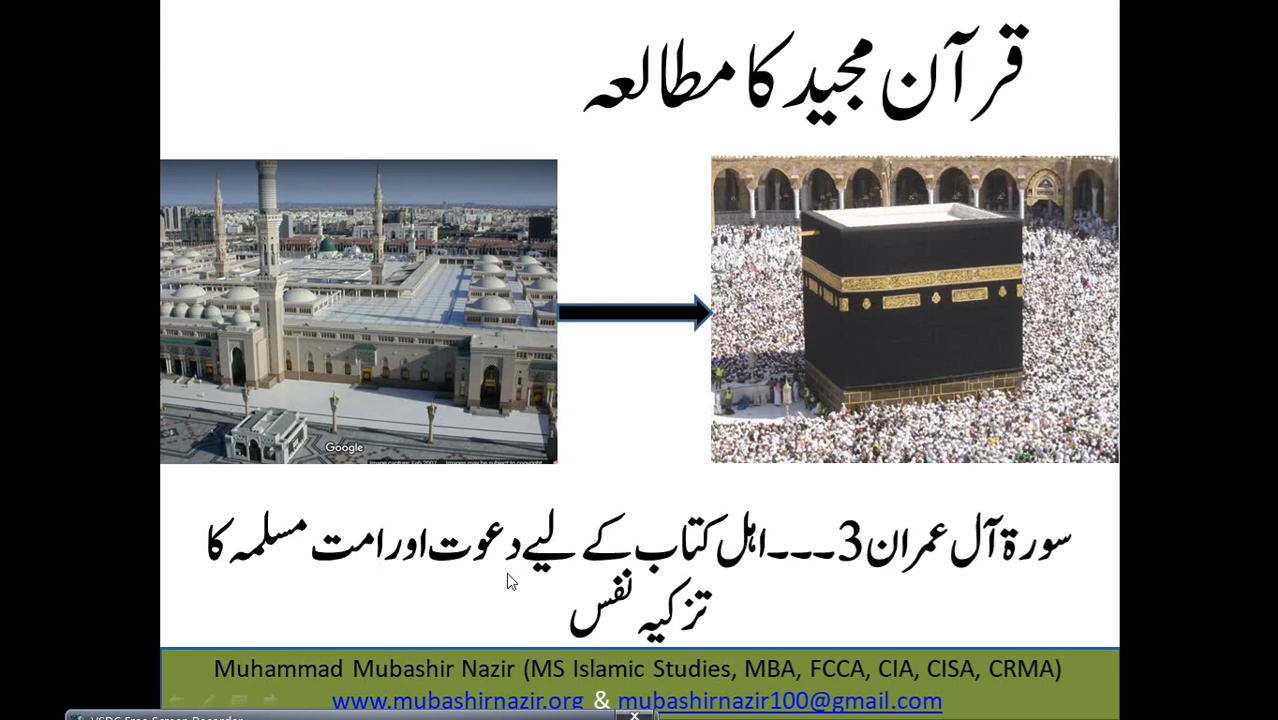 قرآن مجید کا مطالعہ
Google
سورۃ آل عمران 3۔۔۔اہل کتاب کے لیے دعوت اور امت مسلمہ کا
تزکیہ نفس
Muhammad Mubashir Nazir (MS Islamic Studies, MBA, FCCA, CIA, CISA, CRMA)
www.mubashirnazir.org & mubashirnazir100@gmail.com